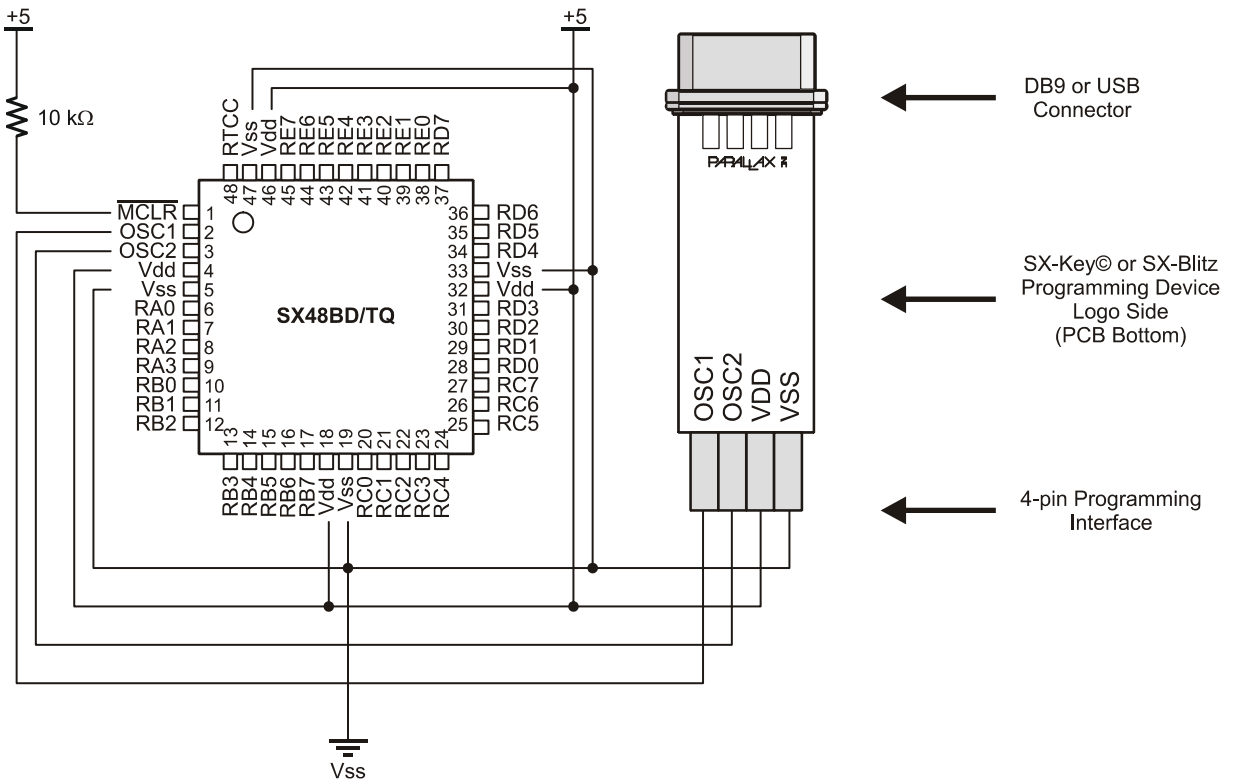 +5
+5
10 kΩ
DB9 or USB
Connector
RTCC
Vss
Vdd
RE7
RE6
RE5
RE4
RE3
RE2
RE1
RE0
RD7
48
47
46
45
44
43
42
41
40
39
38
37
PARALLAX
MCLR 1
OSC1 2
OSC2 3
Vdd 4
Vss 5
RA0 6
RA1 7
RA2 8
RA3 9
RB0 10
RB1 11
RB2 12
SX48BD/TQ
36 RD6
35 RD5
34 RD4
33 Vss
32 Vdd
31 RD3
30 RD2
29 RD1
28 RD0
27 RC7
26 RC6
25 RC5
13
14
15
16
17
18
19
20
21
22
23
24
RB3
RB4
RB5
RB6
RB7
Vdd
Vss
RC0
RC1
RC2
RC3
RC4
SX-Key© or SX-Blitz
Programming Device
Logo Side
(PCB Bottom)
OSC1
OSC2
VDD
VSS
4-pin Programming
Interface
Vss